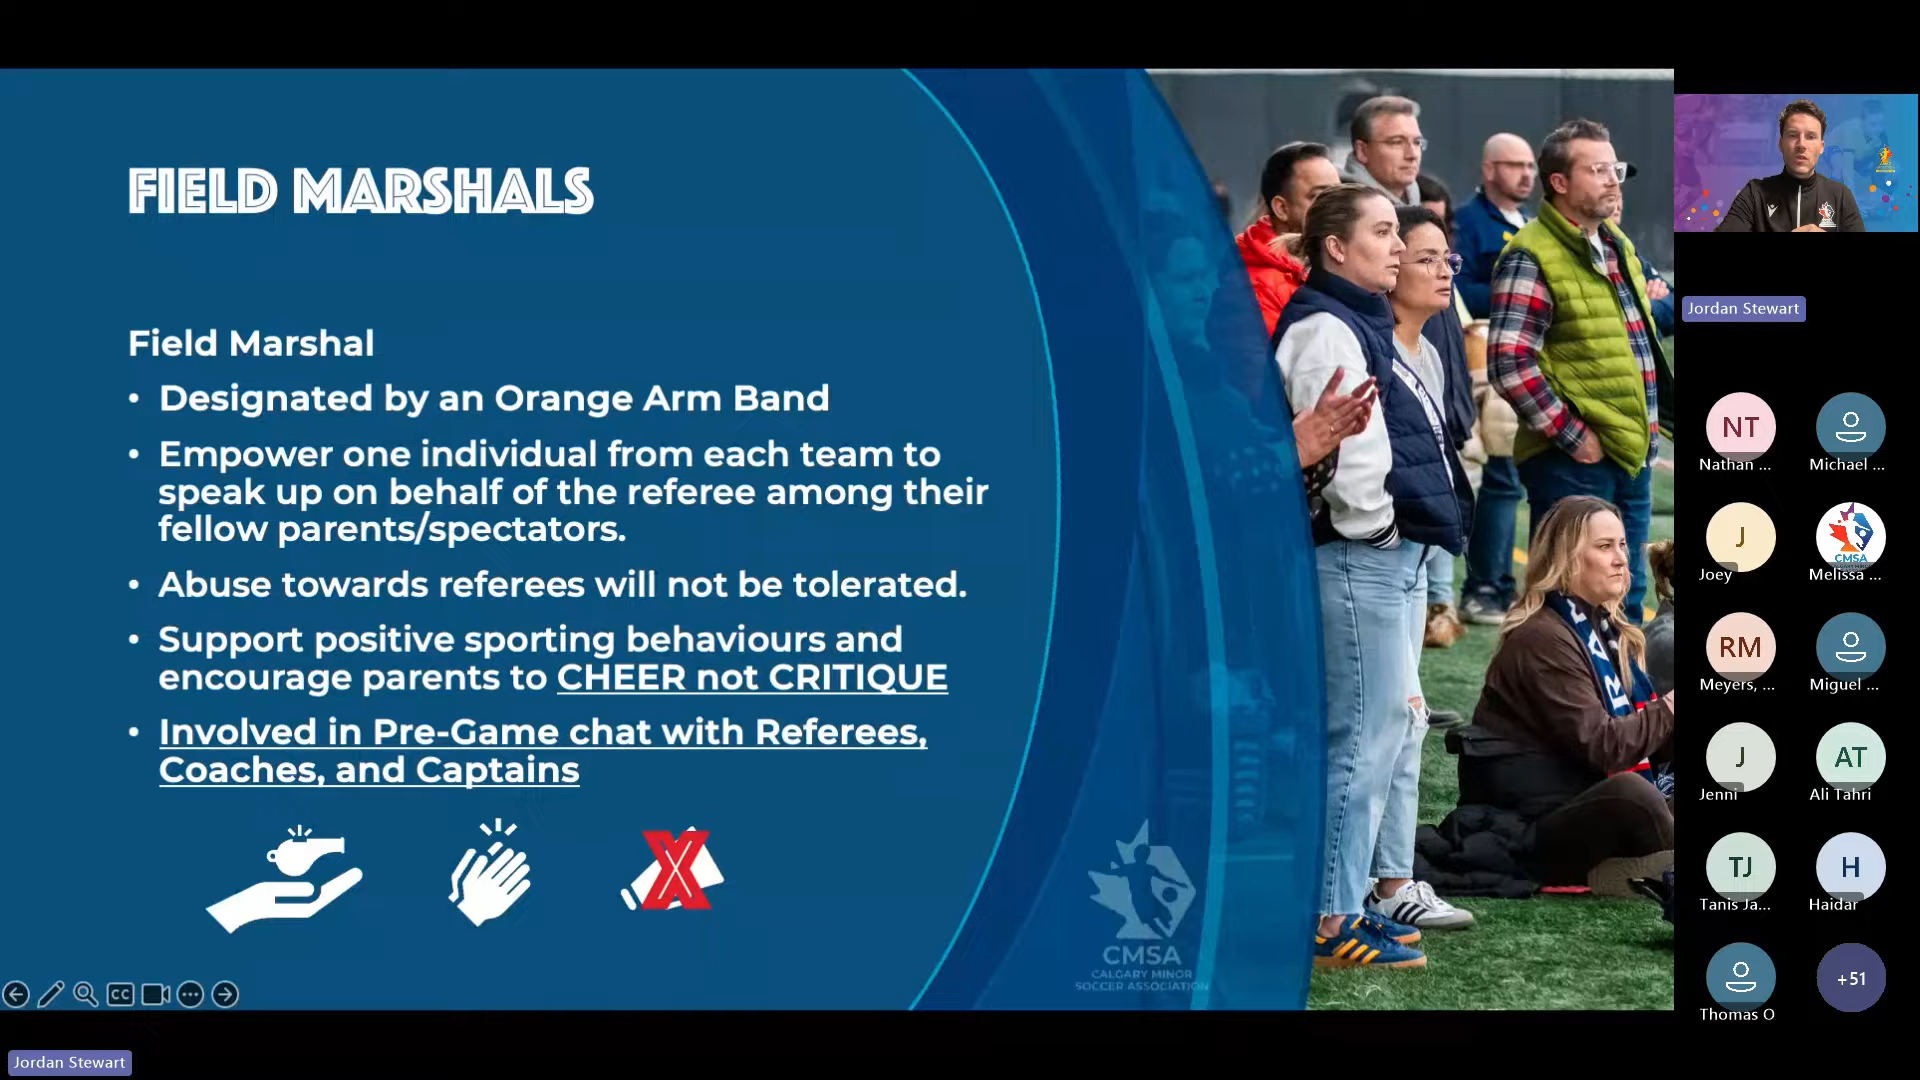 FIELD MARSHALS
Field Marshal
• Designated by an Orange Arm Band
• Empower one individual from each team to
speak up on behalf of the referee among their
fellow parents/spectators.
• Abuse towards referees will not be tolerated.
• Support positive sporting behaviours and
encourage parents to CHEER not CRITIQUE
• Involved in Pre-Game chat with Referees,
Coaches, and Captains
CMSA
CALGARY MINOR
SOCCER ASSOCIATION
CC
Jordan Stewart
Jordan Stewart
NT
Nathan ...
Michael ...
J
Joey
CMSA
Melissa ...
RM
Meyers, ...
Miguel ...
J
Jenni
AT
Ali Tahri
TJ
Tanis Ja...
H
Haidar
Thomas O
+51